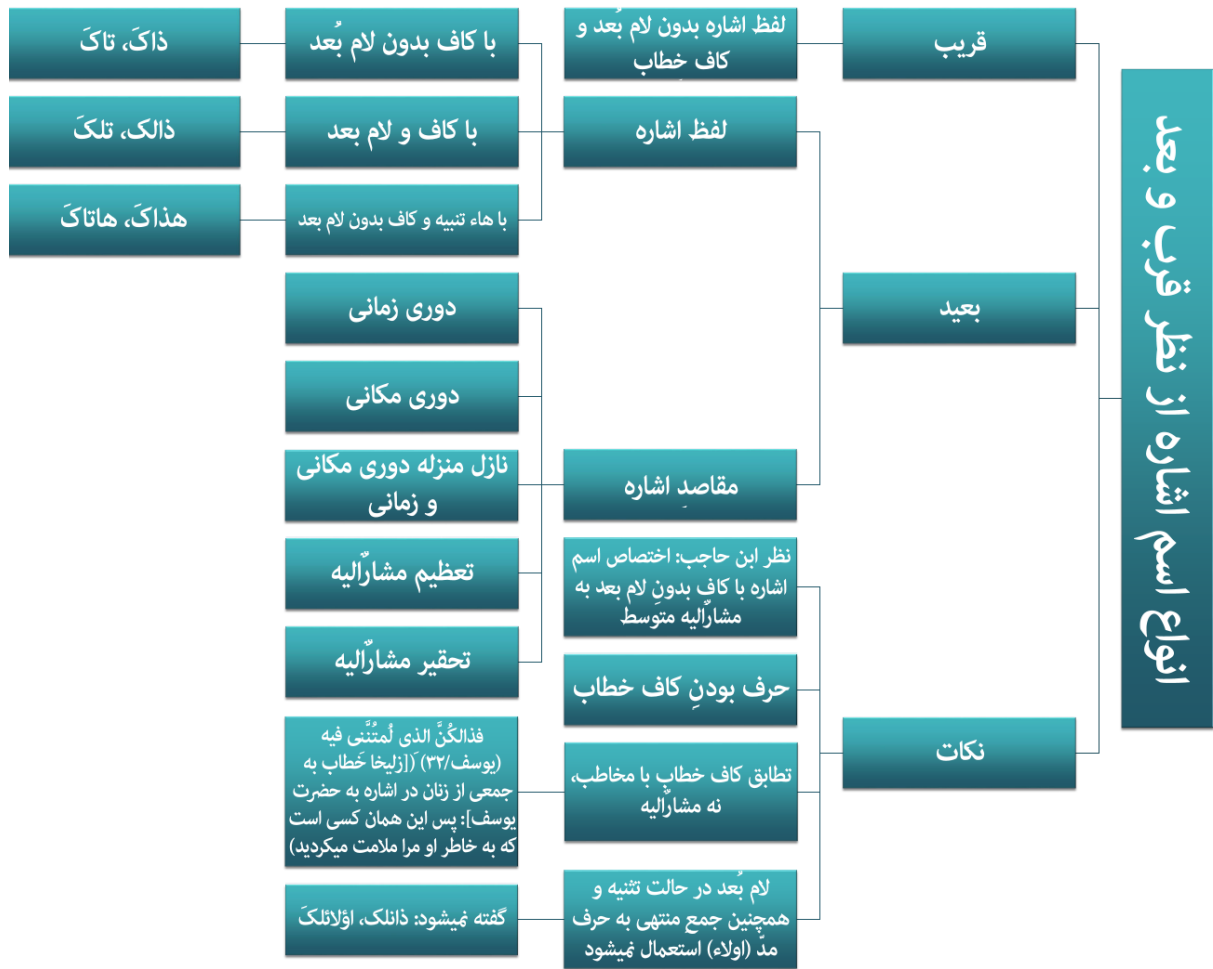 انواع اسم اشاره از نظر قرب و بعد
قریب
لفظ اشاره بدون لام بُعد و
کاف خطاب
بعید
لفظ اشاره
با کاف بدون لام بُعد
ذاکَ، تاکَ
با کاف و لام بعد
ذالک، تلکَ
با هاء تنبیه و کاف بدون لام بعد
هذاکَ، هاتاکَ
مقاصدِ اشاره
دوری زمانی
دوری مکانی
نازل منزله دوری مکانی
و زمانی
تعظیم مشارٌالیه
تحقیر مشارٌالیه
نکات
نظر ابن حاجب: اختصاص اسم
اشاره با کافِ بدونِ لام بعد به
مشارٌالیه متوسط
حرف بودنِ کاف خطاب
تطابق کاف خطاب با مخاطب،
نه مشارٌالیه
فذالکُنَّ الذی لُمتُنَّنی فیه
(یوسف/۳۲) ([زلیخا خطاب به
جمعی از زنان در اشاره به حضرت
یوسف]: پس این همان کسی است
که به خاطر او مرا ملامت میکردید)
لام بُعد در حالت تثنیه و
همچنین جمعِ منتهی به حرف
مدّ (اولاء) استعمال نمیشود
گفته نمیشود: ذانلک، اؤلائلکَ